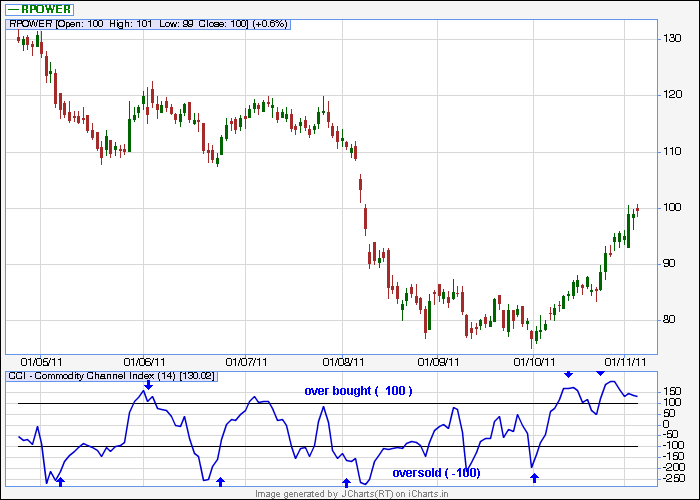 RPOWER
RPOWER [Open: 100 High: 101 Low: 99 Close: 100] (+0.6%)
130
120
110
100
90
80
01/05/11 01/06/11 01/07/11 01/08/11 01/09/11 01/10/11 01/11/11
CCI - Commodity Channel Index (14) [130.02]
over bought ( 100 )
150
100
50
0
-50
-100
-150
-200
-250
oversold ( -100)
Image generated by JCharts(RT) on iCharts.in